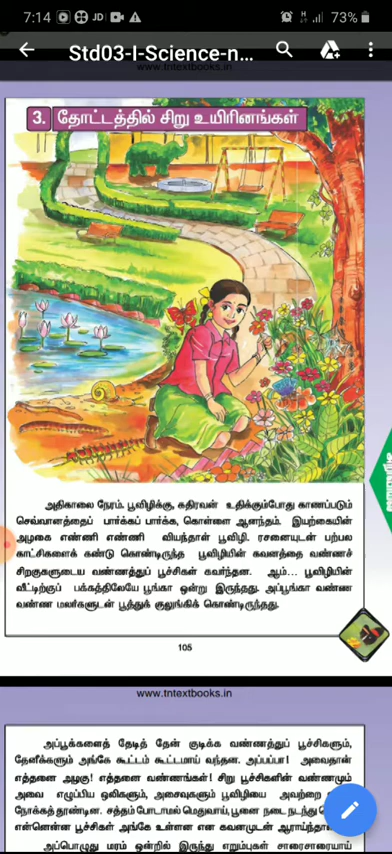 7:14
JD
H
73%
Std03-I-Science-n...
www.tntextbooks.in
3. தோட்டத்தில் சிறு உயிரினங்கள்
அதிகாலை நேரம். பூவிழிக்கு, கதிரவன் உதிக்கும்போது காணப்படும்
செவ்வானத்தைப் பார்க்கப் பார்க்க, கொள்ளை ஆனந்தம். இயற்கையின்
அழகை எண்ணி எண்ணி வியந்தாள் பூவிழி. ரசனையுடன் பற்பல
காட்சிகளைக் கண்டு கொண்டிருந்த பூவிழியின் கவனத்தை வண்ணச்
சிறகுகளுடைய வண்ணத்துப் பூச்சிகள் கவர்ந்தன. ஆம்... பூவிழியின்
வீட்டிற்குப் பக்கத்திலேயே பூங்கா ஒன்று இருந்தது. அப்பூங்கா வண்ண
வண்ண மலர்களுடன் பூத்துக் குலுங்கிக் கொண்டிருந்தது.
105
www.tntextbooks.in
அப்பூக்களைத் தேடித் தேன் குடிக்க வண்ணத்துப் பூச்சிகளும்,
தேனீக்களும் அங்கே கூட்டம் கூட்டமாய் வந்தன. அப்பப்பா! அவைதான்
எத்தனை அழகு! எத்தனை வண்ணங்கள்! சிறு பூச்சிகளின் வண்ணமும்
அவை எழுப்பிய ஒலிகளும், அசைவுகளும் பூவிழியை அவற்றை
நோக்கத் தூண்டின. சத்தம் போடாமல் மெதுவாய், பூனை நடை நடந்து
என்னென்ன பூச்சிகள் அங்கே உள்ளன என கவனமுடன் ஆராய்ந்தா
அப்பொழுது மரம் ஒன்றில் இருந்து எறும்புகள் சாரைசாரையாய்